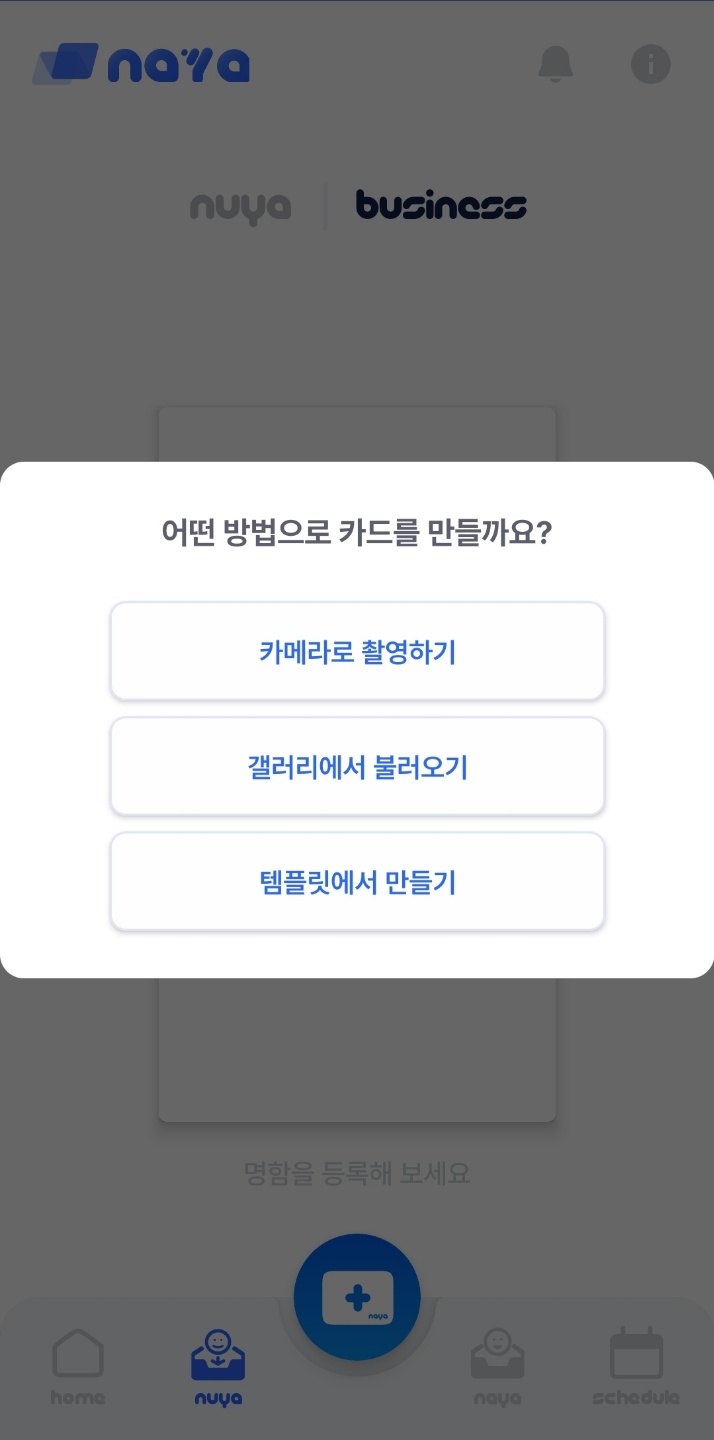 naya
nuya
business
어떤 방법으로 카드를 만들까요?
카메라로 촬영하기
갤러리에서 불러오기
템플릿에서 만들기
명함을 등록해 보세요
naya
home
nuya
naya
schedule